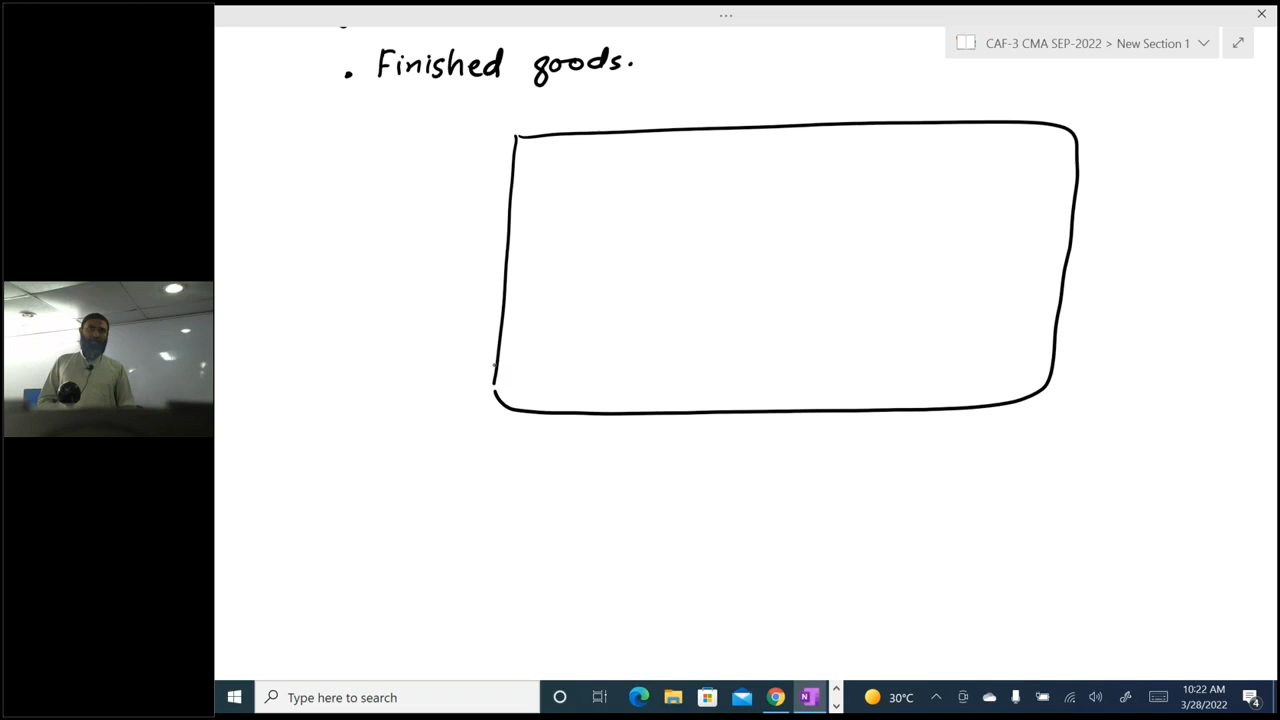 CAF-3 CMA SEP-2022 > New Section 1
. Finished goods.
Type here to search
30°C
10:22 AM
3/28/2022
4